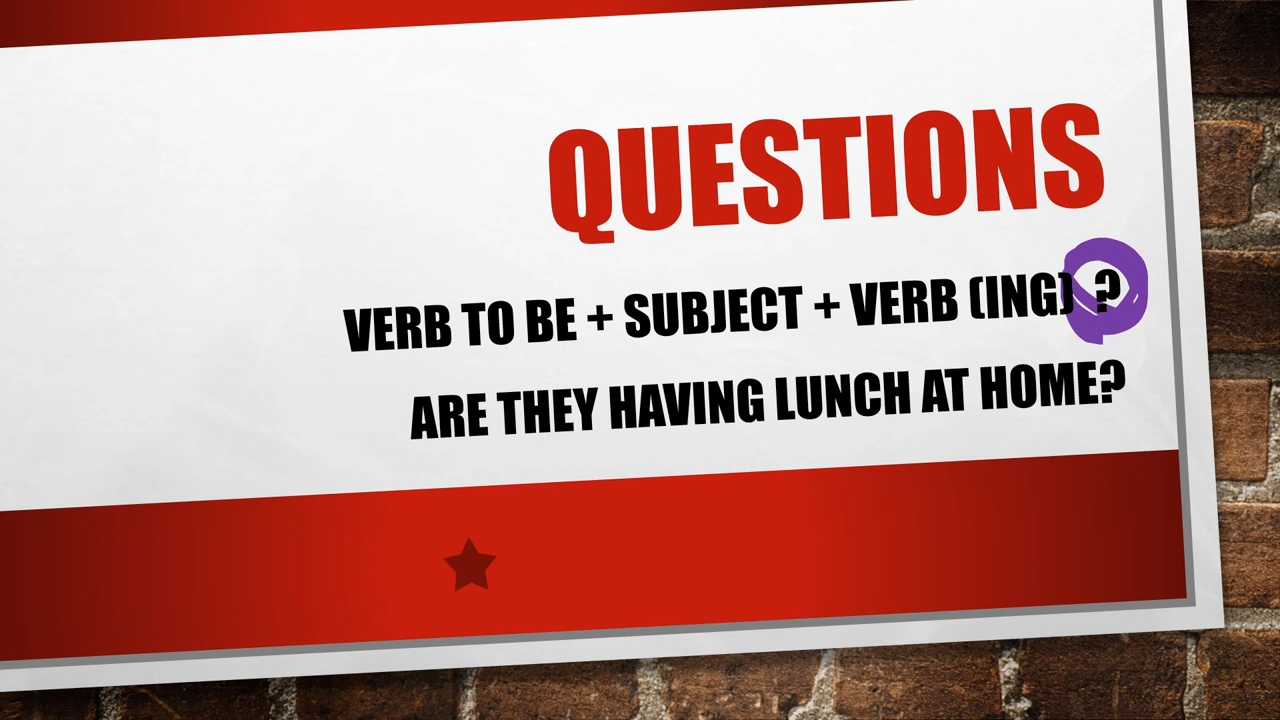 QUESTIONS
VERB TO BE + SUBJECT + VERB (ING) ?
ARE THEY HAVING LUNCH AT HOME?